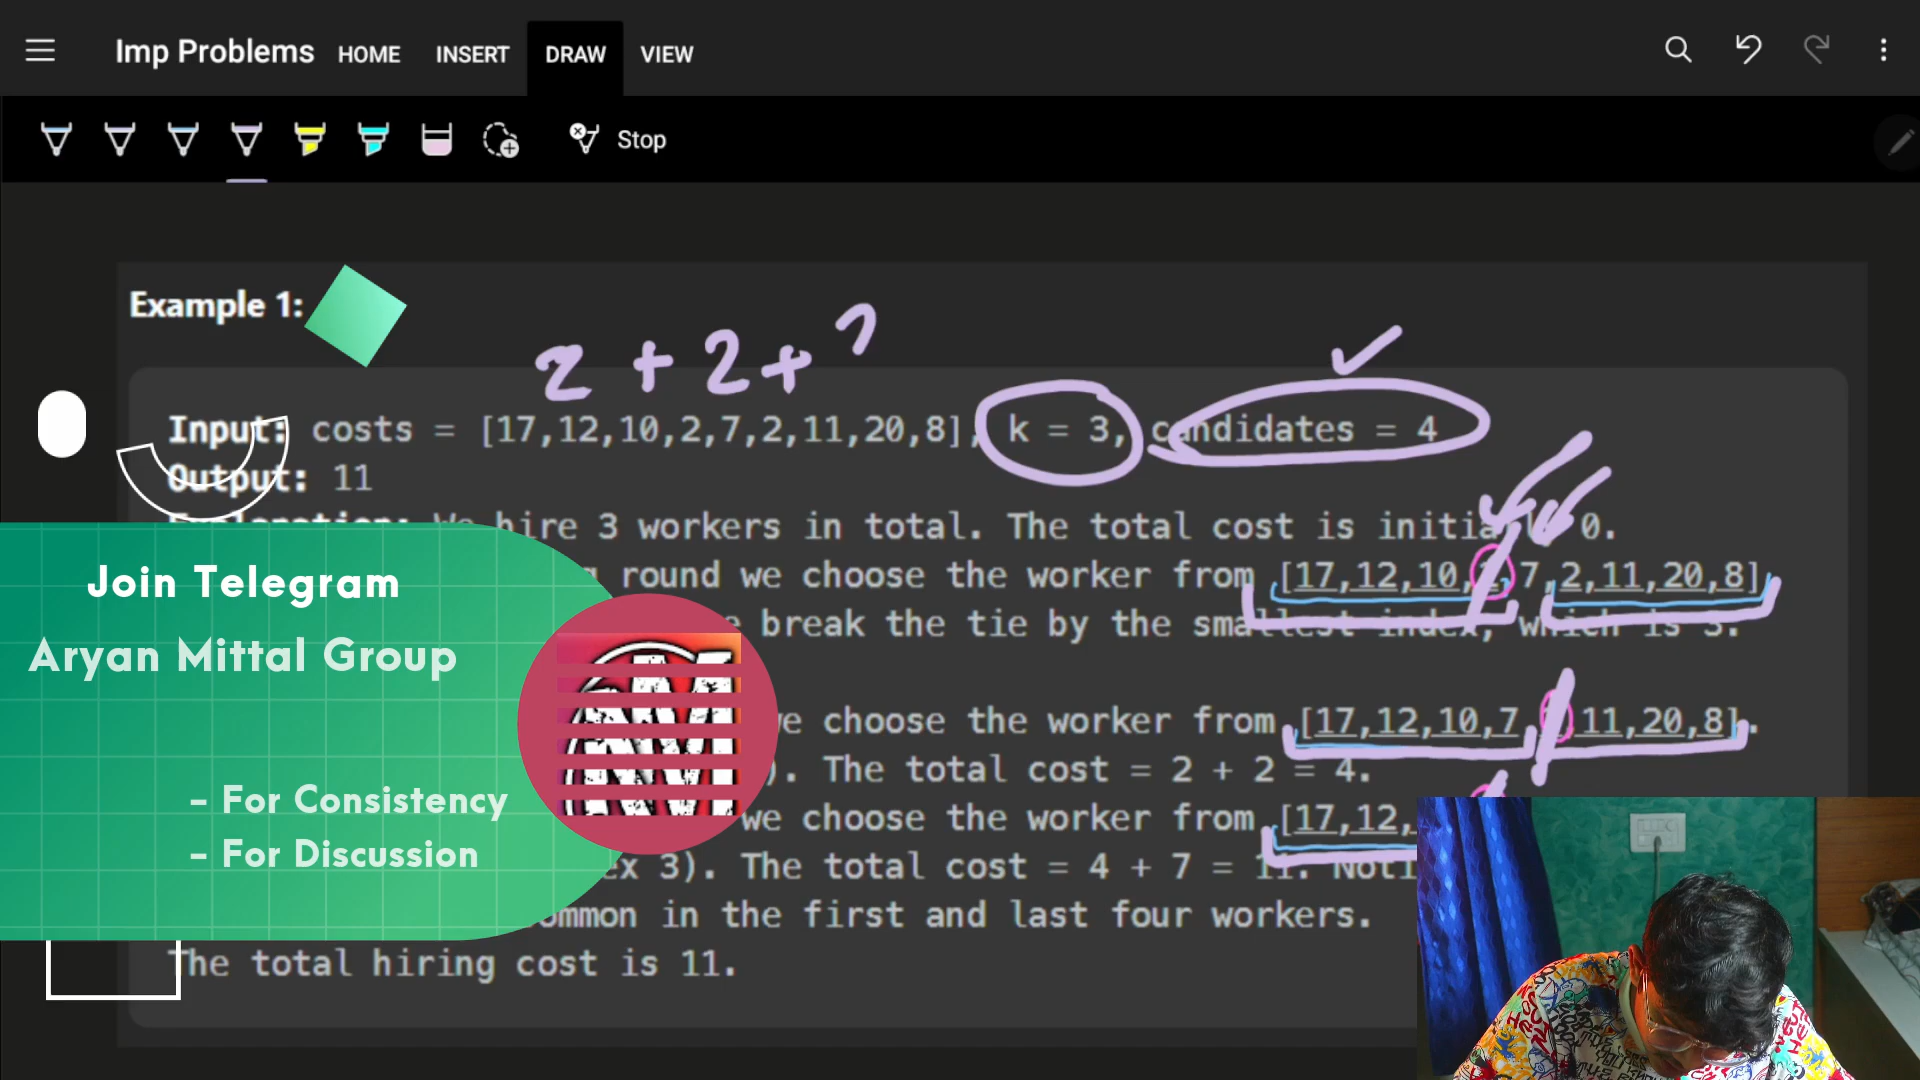 Imp Problems HOME INSERT DRAW VIEW
Stop
Example 1:
2 + 2 + 7
Input: costs = [17,12,10,2,7,2,11,20,8], k = 3, candidates = 4
Output: 11
Explanation: We hire 3 workers in total. The total cost is initially 0.
round we choose the worker from [17,12,10,2,7,2,11,20,8]
break the tie by the smallest index, which is 3.
we choose the worker from [17,12,10,7, 11,20,8].
). The total cost = 2 + 2 = 4.
we choose the worker from [17,12,
ex 3). The total cost = 4 + 7 = 11. Noti
ommon in the first and last four workers.
The total hiring cost is 11.
Join Telegram
Aryan Mittal Group
- For Consistency
- For Discussion